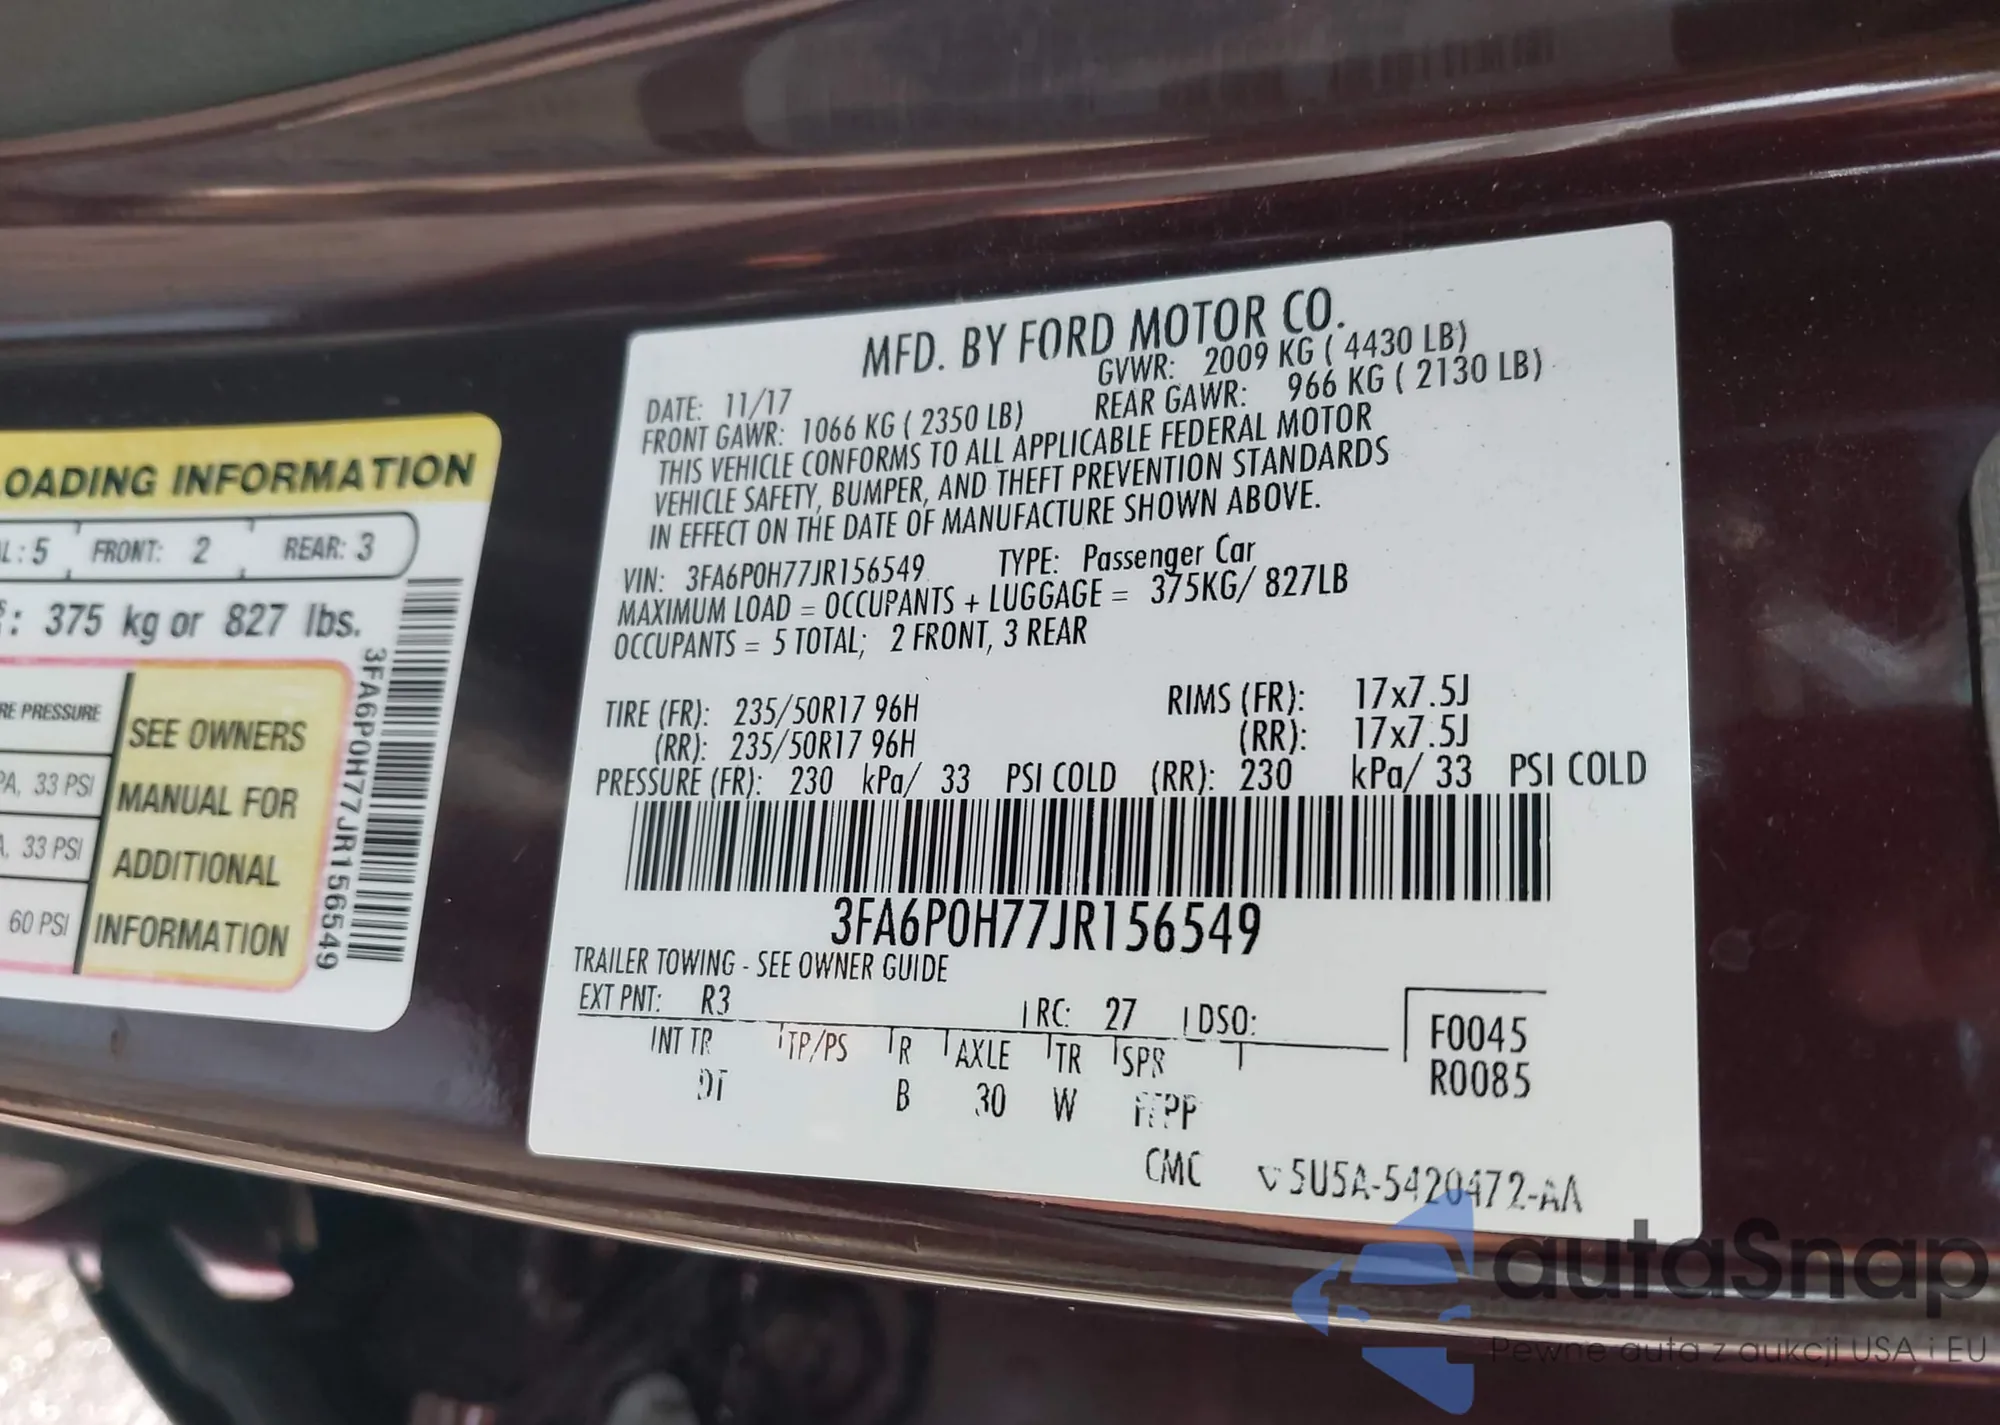 OADING INFORMATION
L: 5 FRONT: 2 REAR: 3
: 375 kg or 827 lbs.
RE PRESSURE
PA, 33 PSI
A, 33 PSI
60 PSI
SEE OWNERS
MANUAL FOR
ADDITIONAL
INFORMATION
3FA6P0H77JR156549
MFD. BY FORD MOTOR CO.
DATE: 11/17 GVWR: 2009 KG ( 4430 LB)
FRONT GAWR: 1066 KG ( 2350 LB) REAR GAWR: 966 KG ( 2130 LB)
THIS VEHICLE CONFORMS TO ALL APPLICABLE FEDERAL MOTOR
VEHICLE SAFETY, BUMPER, AND THEFT PREVENTION STANDARDS
IN EFFECT ON THE DATE OF MANUFACTURE SHOWN ABOVE.
VIN: 3FA6P0H77JR156549 TYPE: Passenger Car
MAXIMUM LOAD = OCCUPANTS + LUGGAGE = 375KG/ 827LB
OCCUPANTS = 5 TOTAL; 2 FRONT, 3 REAR
TIRE (FR): 235/50R17 96H RIMS (FR): 17x7.5J
(RR): 235/50R17 96H (RR): 17x7.5J
PRESSURE (FR): 230 kPa/ 33 PSI COLD (RR): 230 kPa/ 33 PSI COLD
3FA6P0H77JR156549
TRAILER TOWING - SEE OWNER GUIDE
EXT PNT: R3 RC: 27 DSO:
F0045
R0085
INT TR TP/PS R AXLE TR SPR
DT B 30 W
CMC 5U5A-5420472-AA
autaSnap
Pewne auta z aukcji USA i EU